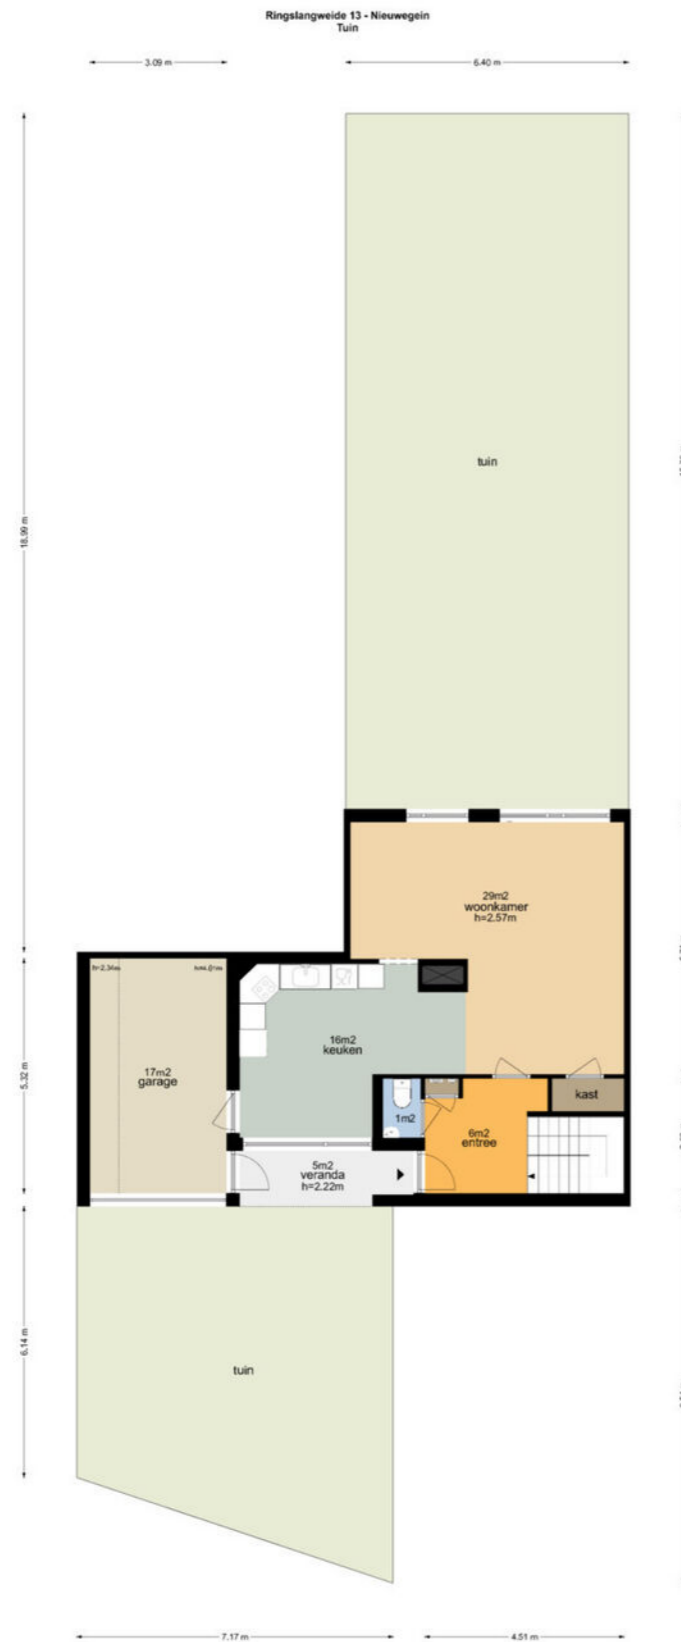 Ringslangweide 13 - Nieuwegein
Tuin
3.09 m
6.40 m
18.99 m
tuin
29m2
woonkamer
h=2.57m
16m2
keuken
17m2
garage
5.32 m
1m2
kast
6m2
entree
5m2
veranda
h=2.22m
6.14 m
tuin
7.17 m
4.51 m